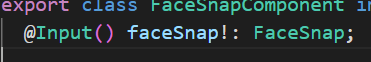 export class FaceSnapComponent
@Input() faceSnap!: FaceSnap;